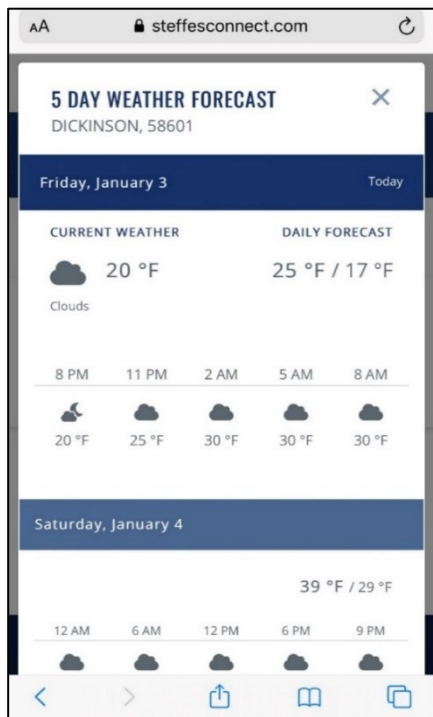 AA steffesconnect.com
5 DAY WEATHER FORECAST
DICKINSON, 58601
Friday, January 3 Today
CURRENT WEATHER DAILY FORECAST
20 °F 25 °F / 17 °F
Clouds
8 PM 11 PM 2 AM 5 AM 8 AM
20 °F 25 °F 30 °F 30 °F 30 °F
Saturday, January 4
39 °F / 29 °F
12 AM 6 AM 12 PM 6 PM 9 PM